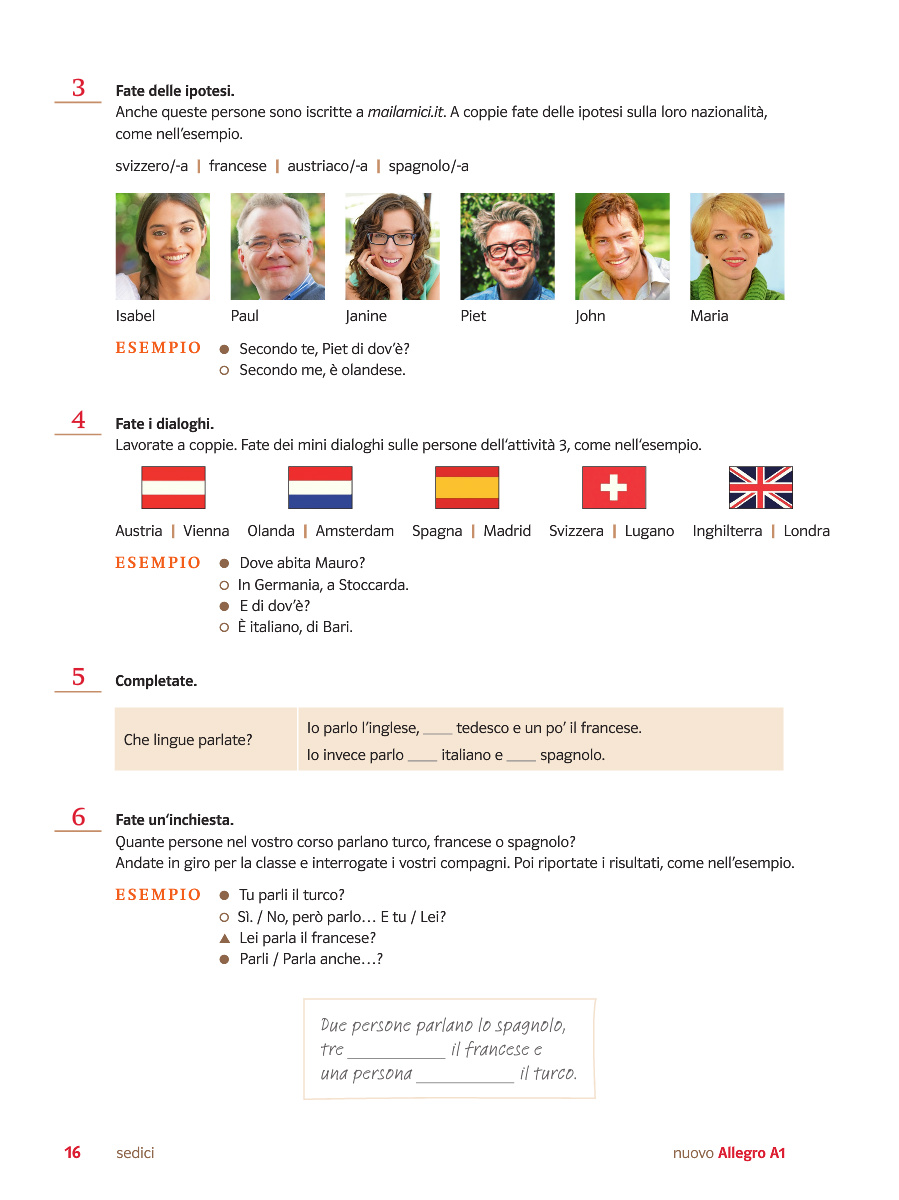 3
Fate delle ipotesi.
Anche queste persone sono iscritte a mailamici.it. A coppie fate delle ipotesi sulla loro nazionalità,
come nell'esempio.
svizzero/-a | francese | austriaco/-a | spagnolo/-a
Isabel Paul Janine Piet John Maria
ESEMPIO ● Secondo te, Piet di dov'è?
○ Secondo me, è olandese.
4
Fate i dialoghi.
Lavorate a coppie. Fate dei mini dialoghi sulle persone dell'attività 3, come nell'esempio.
Austria | Vienna Olanda | Amsterdam Spagna | Madrid Svizzera | Lugano Inghilterra | Londra
ESEMPIO ● Dove abita Mauro?
○ In Germania, a Stoccarda.
● E di dov'è?
○ È italiano, di Bari.
5
Completate.
Che lingue parlate?
Io parlo l'inglese, ___ tedesco e un po' il francese.
Io invece parlo ___ italiano e ___ spagnolo.
6
Fate un'inchiesta.
Quante persone nel vostro corso parlano turco, francese o spagnolo?
Andate in giro per la classe e interrogate i vostri compagni. Poi riportate i risultati, come nell'esempio.
ESEMPIO ● Tu parli il turco?
○ Sì. / No, però parlo… E tu / Lei?
▲ Lei parla il francese?
● Parli / Parla anche…?
Due persone parlano lo spagnolo,
tre __________ il francese e
una persona __________ il turco.
16 sedici nuovo Allegro A1